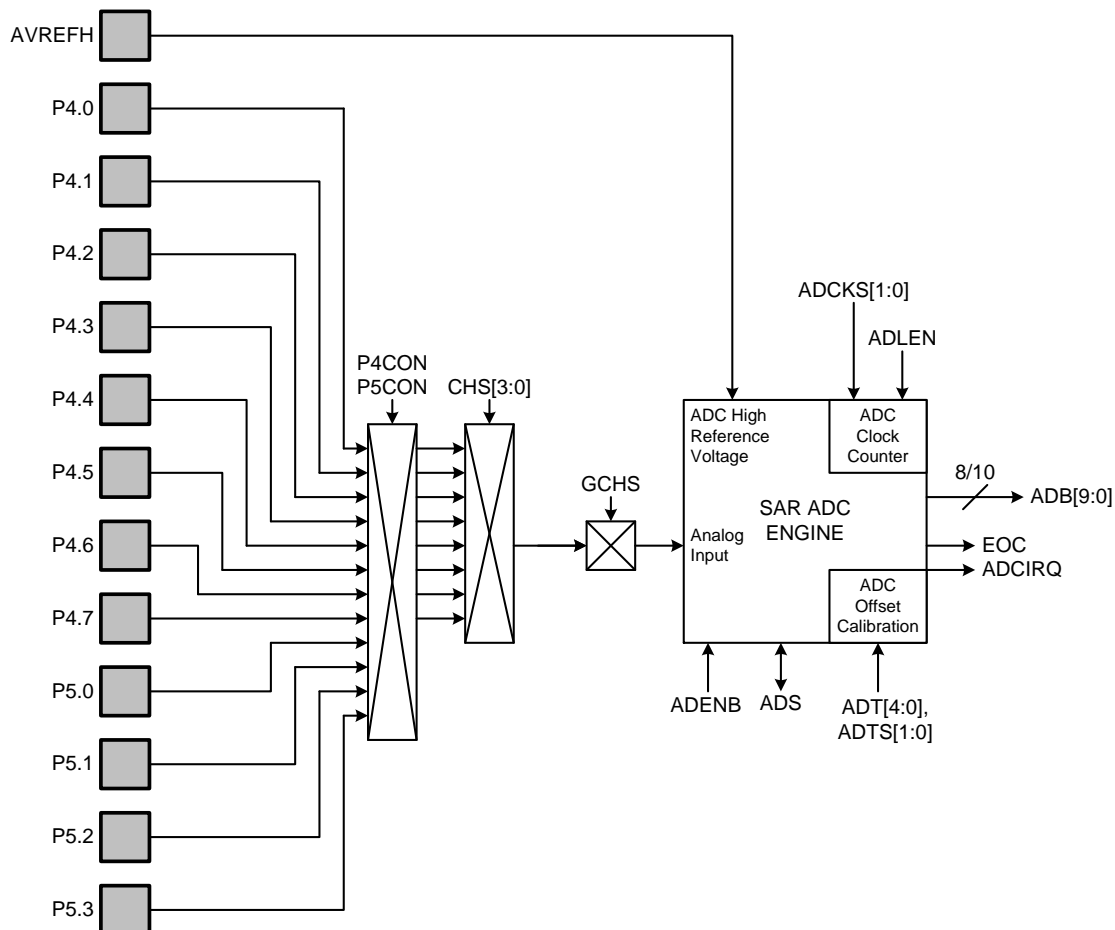 AVREFH
P4.0
P4.1
P4.2
P4.3
P4.4
P4.5
P4.6
P4.7
P5.0
P5.1
P5.2
P5.3
P4CON
P5CON
CHS[3:0]
GCHS
ADCKS[1:0]
ADLEN
ADC High
Reference
Voltage
ADC
Clock
Counter
SAR ADC
ENGINE
Analog
Input
ADC
Offset
Calibration
8/10
ADB[9:0]
EOC
ADCIRQ
ADENB
ADS
ADT[4:0],
ADTS[1:0]